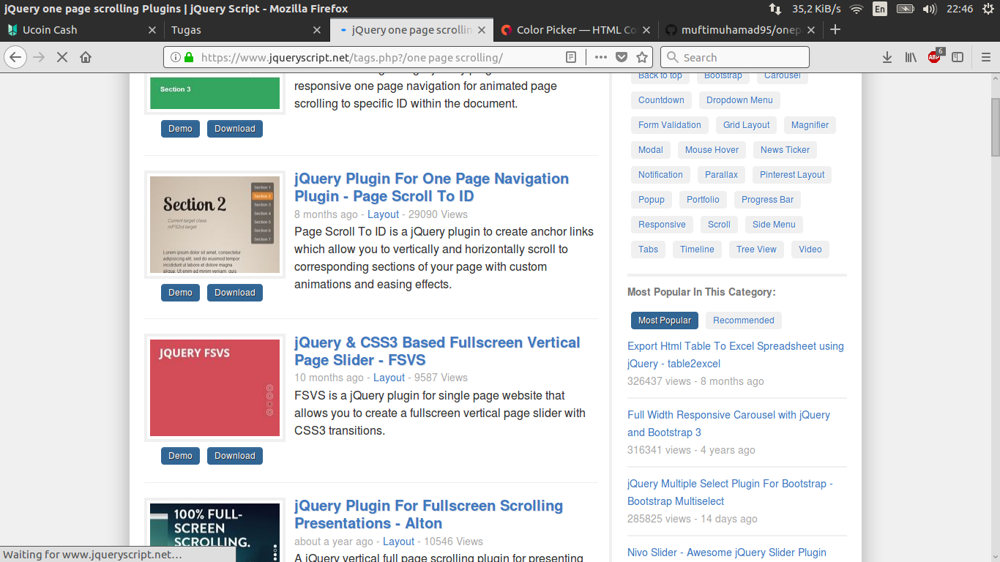 jQuery one page scrolling Plugins | jQuery Script - Mozilla Firefox
35,2 KiB/s
En
22:46
Ucoin Cash
Tugas
jQuery one page scrollin
Color Picker — HTML Co
muftimuhamad95/onep
https://www.jqueryscript.net/tags.php?/one page scrolling/
Search
ABP
6
Section 3
responsive one page navigation for animated page
scrolling to specific ID within the document.
Demo
Download
Section 2
Current target class:
mPS2id-target
Lorem ipsum dolor sit amet, consectetur
adipisicing elit, sed do eiusmod tempor
incididunt ut labore et dolore magna
aliqua. Ut enim ad minim veniam, quis
Section 1
Section 2
Section 3
Section 4
Section 5
Section 6
Section 7
jQuery Plugin For One Page Navigation
Plugin - Page Scroll To ID
8 months ago - Layout - 29090 Views
Page Scroll To ID is a jQuery plugin to create anchor links
which allow you to vertically and horizontally scroll to
corresponding sections of your page with custom
animations and easing effects.
Demo
Download
JQUERY FSVS
jQuery & CSS3 Based Fullscreen Vertical
Page Slider - FSVS
10 months ago - Layout - 9587 Views
FSVS is a jQuery plugin for single page website that
allows you to create a fullscreen vertical page slider with
CSS3 transitions.
Demo
Download
100% FULL-
SCREEN
SCROLLING.
jQuery Plugin For Fullscreen Scrolling
Presentations - Alton
about a year ago - Layout - 10546 Views
A jQuery vertical full page scrolling plugin for presenting
Back to top
Bootstrap
Carousel
Countdown
Dropdown Menu
Form Validation
Grid Layout
Magnifier
Modal
Mouse Hover
News Ticker
Notification
Parallax
Pinterest Layout
Popup
Portfolio
Progress Bar
Responsive
Scroll
Side Menu
Tabs
Timeline
Tree View
Video
Most Popular In This Category:
Most Popular
Recommended
Export Html Table To Excel Spreadsheet using
jQuery - table2excel
326437 views - 8 months ago
Full Width Responsive Carousel with jQuery
and Bootstrap 3
316341 views - 4 years ago
jQuery Multiple Select Plugin For Bootstrap -
Bootstrap Multiselect
285825 views - 14 days ago
Nivo Slider - Awesome jQuery Slider Plugin
Waiting for www.jqueryscript.net…